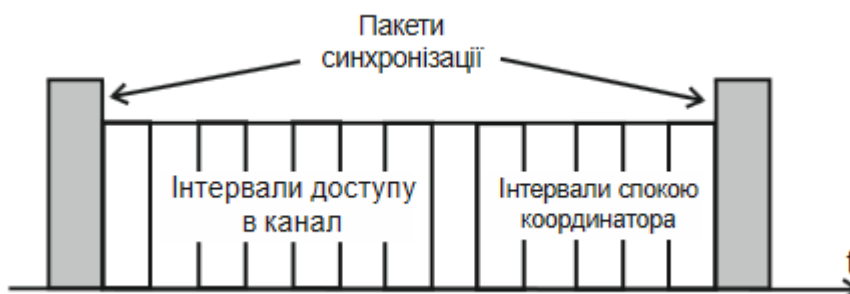 Пакети
синхронізації
Інтервали доступу
в канал
Інтервали спокою
координатора
t